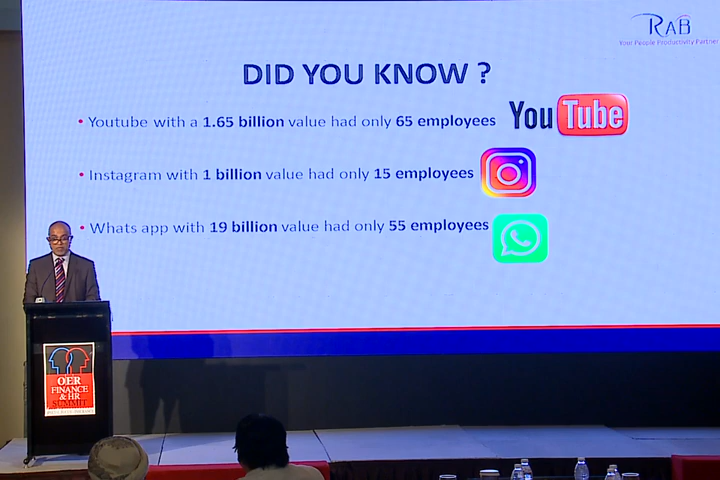 RAB
Your People Productivity Partner
DID YOU KNOW ?
• Youtube with a 1.65 billion value had only 65 employees
YouTube
• Instagram with 1 billion value had only 15 employees
• Whats app with 19 billion value had only 55 employees
OER
FINANCE
& HR
SUMMIT